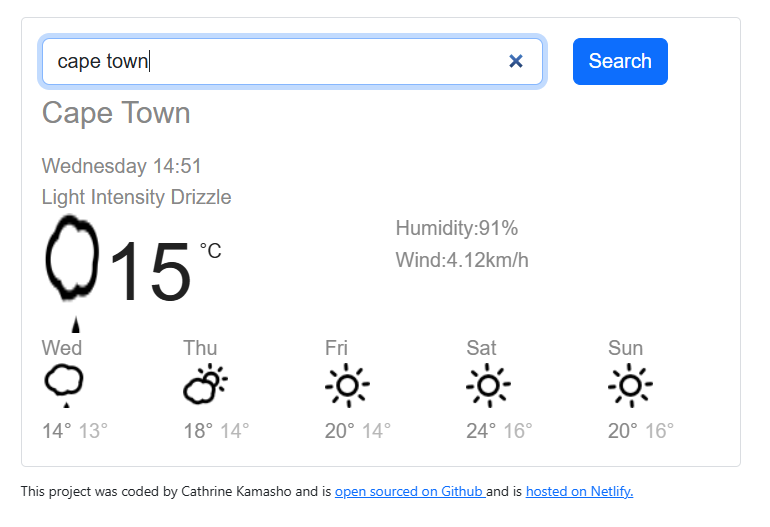 cape town
Search
Cape Town
Wednesday 14:51
Light Intensity Drizzle
15 °C
Humidity:91%
Wind:4.12km/h
Wed Thu Fri Sat Sun
14° 13° 18° 14° 20° 14° 24° 16° 20° 16°
This project was coded by Cathrine Kamasho and is open sourced on Github and is hosted on Netlify.